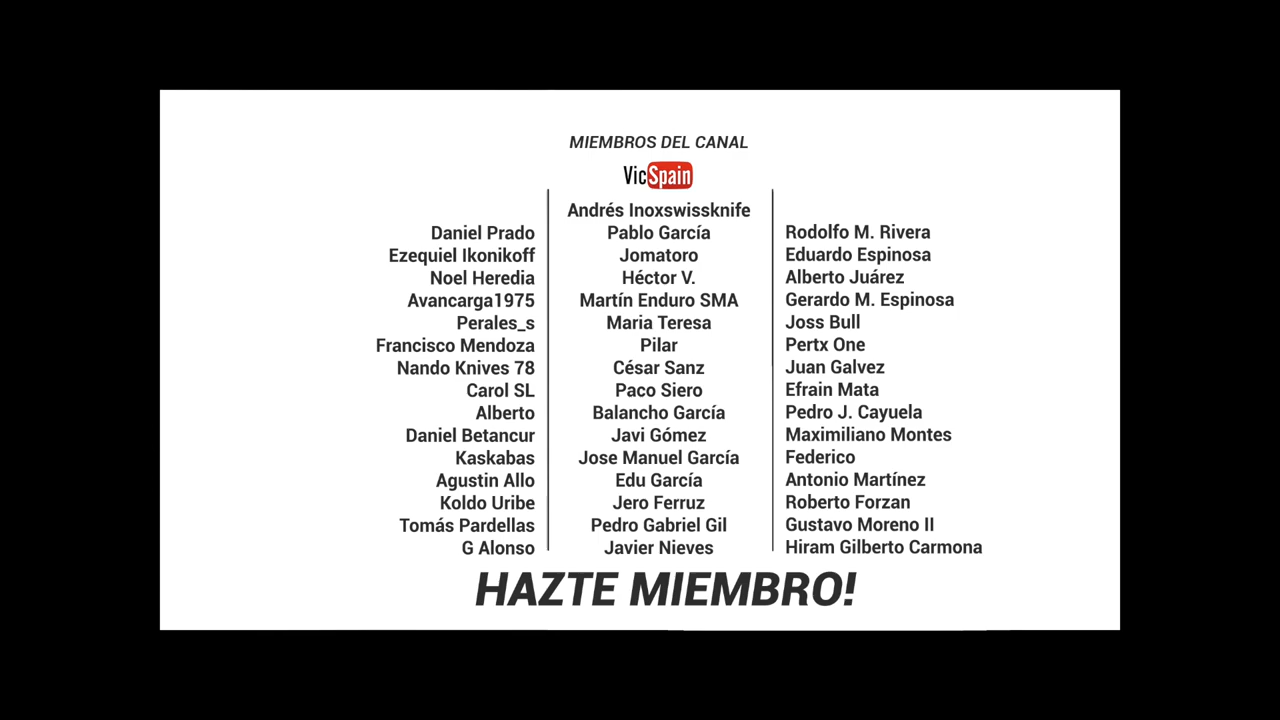 MIEMBROS DEL CANAL
VicSpain
Daniel Prado
Ezequiel Ikonikoff
Noel Heredia
Avancarga1975
Perales_s
Francisco Mendoza
Nando Knives 78
Carol SL
Alberto
Daniel Betancur
Kaskabas
Agustin Allo
Koldo Uribe
Tomás Pardellas
G Alonso
Andrés Inoxswissknife
Pablo García
Jomatoro
Héctor V.
Martín Enduro SMA
Maria Teresa
Pilar
César Sanz
Paco Siero
Balancho García
Javi Gómez
Jose Manuel García
Edu García
Jero Ferruz
Pedro Gabriel Gil
Javier Nieves
Rodolfo M. Rivera
Eduardo Espinosa
Alberto Juárez
Gerardo M. Espinosa
Joss Bull
Pertx One
Juan Galvez
Efrain Mata
Pedro J. Cayuela
Maximiliano Montes
Federico
Antonio Martínez
Roberto Forzan
Gustavo Moreno II
Hiram Gilberto Carmona
HAZTE MIEMBRO!